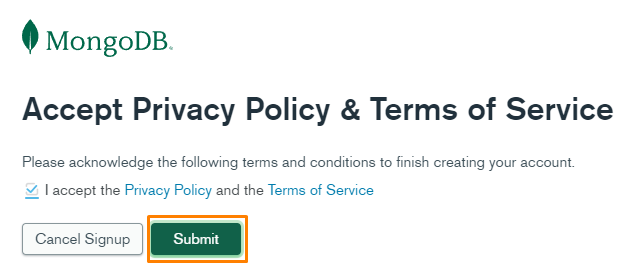 MongoDB.
Accept Privacy Policy & Terms of Service
Please acknowledge the following terms and conditions to finish creating your account.
I accept the Privacy Policy and the Terms of Service
Cancel Signup Submit